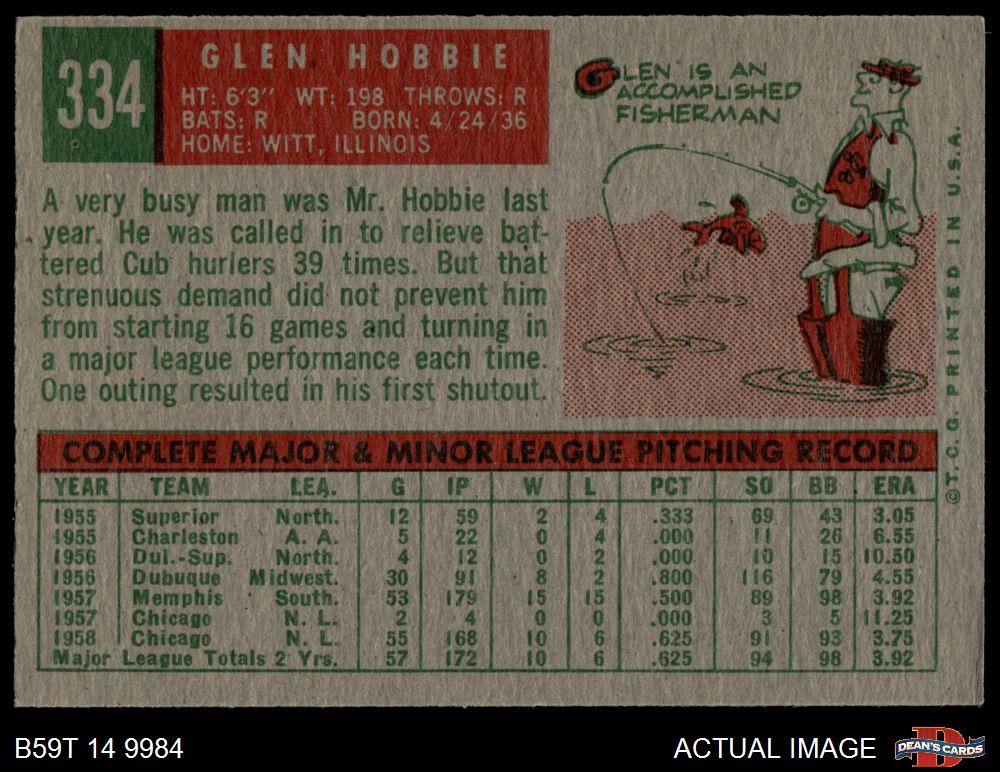 334
GLEN HOBBIE
HT: 6'3" WT: 198 THROWS: R
BATS: R BORN: 4/24/36
HOME: WITT, ILLINOIS
GLEN IS AN
ACCOMPLISHED
FISHERMAN
A very busy man was Mr. Hobbie last
year. He was called in to relieve bat-
tered Cub hurlers 39 times. But that
strenuous demand did not prevent him
from starting 16 games and turning in
a major league performance each time.
One outing resulted in his first shutout.
©T.C.G. PRINTED IN U.S.A.
COMPLETE MAJOR & MINOR LEAGUE PITCHING RECORD
YEAR TEAM LEA. G IP W L PCT SO BB ERA
1955 Superior North. 12 59 2 4 .333 69 43 3.05
1955 Charleston A. A. 5 22 0 4 .000 11 26 6.55
1956 Dul.-Sup. North. 4 12 0 2 .000 10 15 10.50
1956 Dubuque Midwest. 30 91 8 2 .800 116 79 4.55
1957 Memphis South. 53 179 15 15 .500 89 98 3.92
1957 Chicago N. L. 2 4 0 0 .000 3 5 11.25
1958 Chicago N. L. 55 168 10 6 .625 91 93 3.75
Major League Totals 2 Yrs. 57 172 10 6 .625 94 98 3.92
B59T 14 9984
ACTUAL IMAGE
D
DEAN'S CARDS